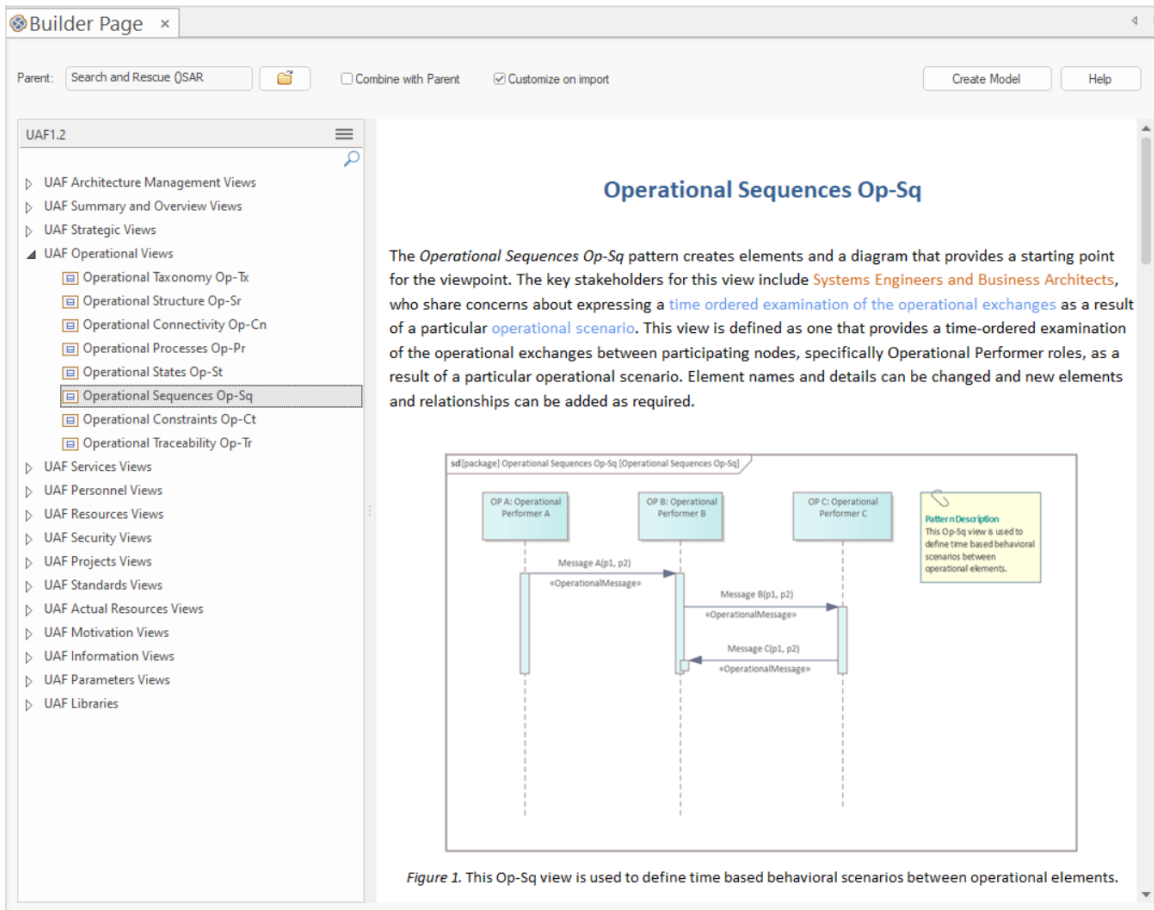 Builder Page ×
Parent: Search and Rescue ()SAR Combine with Parent Customize on import Create Model Help
UAF1.2
UAF Architecture Management Views
UAF Summary and Overview Views
UAF Strategic Views
UAF Operational Views
Operational Taxonomy Op-Tx
Operational Structure Op-Sr
Operational Connectivity Op-Cn
Operational Processes Op-Pr
Operational States Op-St
Operational Sequences Op-Sq
Operational Constraints Op-Ct
Operational Traceability Op-Tr
UAF Services Views
UAF Personnel Views
UAF Resources Views
UAF Security Views
UAF Projects Views
UAF Standards Views
UAF Actual Resources Views
UAF Motivation Views
UAF Information Views
UAF Parameters Views
UAF Libraries
Operational Sequences Op-Sq
The Operational Sequences Op-Sq pattern creates elements and a diagram that provides a starting point
for the viewpoint. The key stakeholders for this view include Systems Engineers and Business Architects,
who share concerns about expressing a time ordered examination of the operational exchanges as a result
of a particular operational scenario. This view is defined as one that provides a time-ordered examination
of the operational exchanges between participating nodes, specifically Operational Performer roles, as a
result of a particular operational scenario. Element names and details can be changed and new elements
and relationships can be added as required.
sd [package] Operational Sequences Op-Sq [Operational Sequences Op-Sq]
OP A: Operational
Performer A
OP B: Operational
Performer B
OP C: Operational
Performer C
Pattern Description
This Op-Sq view is used to
define time based behavioral
scenarios between
operational elements.
Message A(p1, p2)
«OperationalMessage»
Message B(p1, p2)
«OperationalMessage»
Message C(p1, p2)
«OperationalMessage»
Figure 1. This Op-Sq view is used to define time based behavioral scenarios between operational elements.